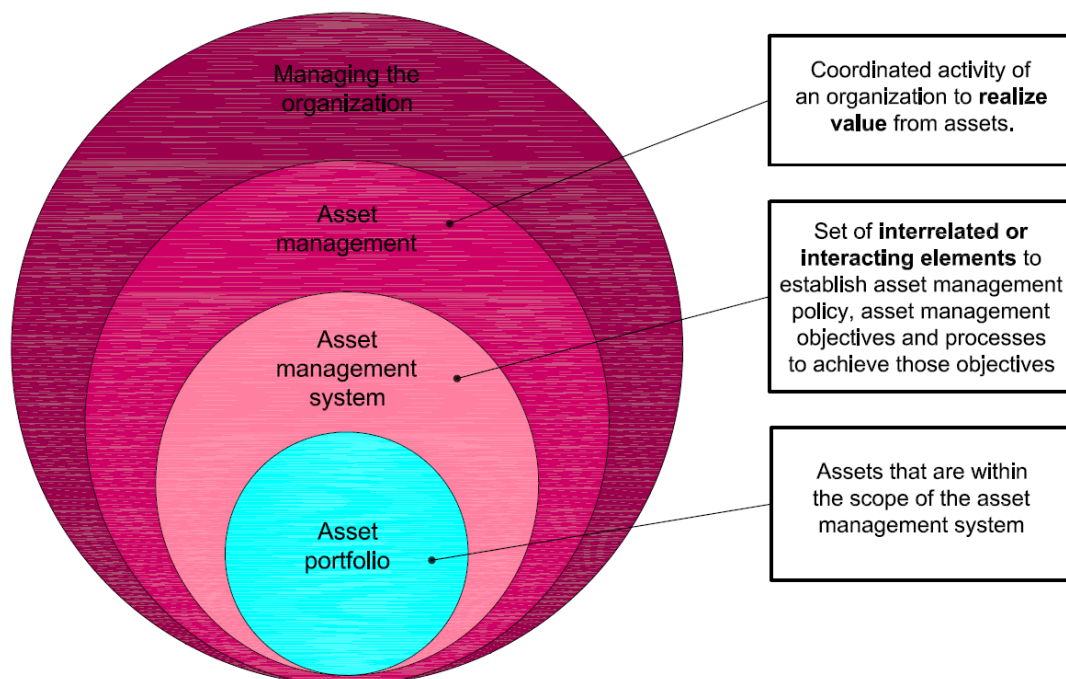 Managing the
organization
Asset
management
Asset
management
system
Asset
portfolio
Coordinated activity of
an organization to realize
value from assets.
Set of interrelated or
interacting elements to
establish asset management
policy, asset management
objectives and processes
to achieve those objectives
Assets that are within
the scope of the asset
management system